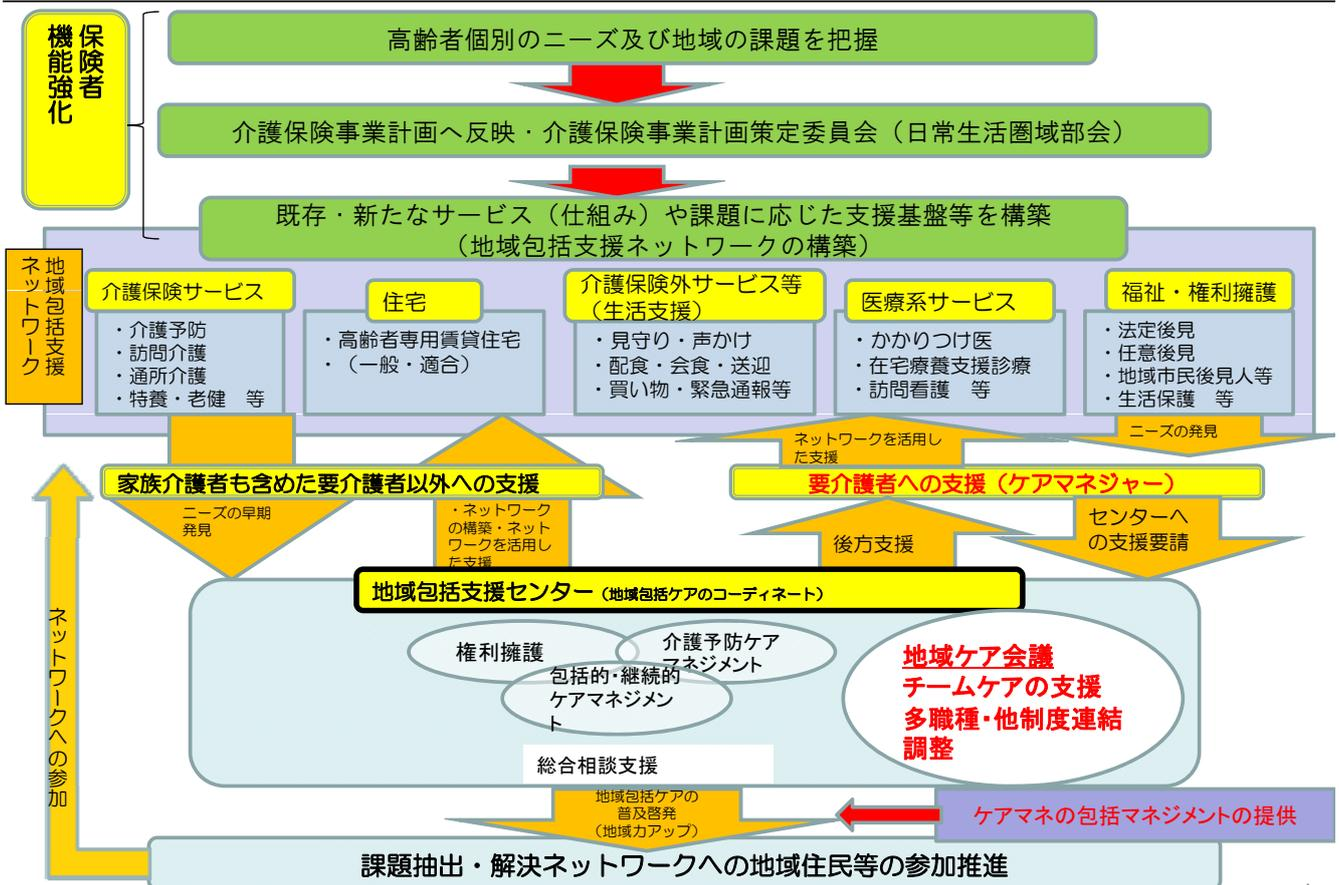 保険者
機能強化
高齢者個別のニーズ及び地域の課題を把握
介護保険事業計画へ反映・介護保険事業計画策定委員会（日常生活圏域部会）
既存・新たなサービス（仕組み）や課題に応じた支援基盤等を構築
（地域包括支援ネットワークの構築）
地域包括支援
ネットワーク
介護保険サービス
・介護予防
・訪問介護
・通所介護
・特養・老健　等
住宅
・高齢者専用賃貸住宅
・（一般・適合）
介護保険外サービス等
（生活支援）
・見守り・声かけ
・配食・会食・送迎
・買い物・緊急通報等
医療系サービス
・かかりつけ医
・在宅療養支援診療
・訪問看護　等
福祉・権利擁護
・法定後見
・任意後見
・地域市民後見人等
・生活保護　等
ネットワークを活用し
た支援
ニーズの発見
家族介護者も含めた要介護者以外への支援
要介護者への支援（ケアマネジャー）
ニーズの早期
発見
・ネットワーク
の構築・ネット
ワークを活用し
た支援
後方支援
センターへ
の支援要請
地域包括支援センター（地域包括ケアのコーディネート）
権利擁護
介護予防ケア
マネジメント
包括的・継続的
ケアマネジメン
ト
総合相談支援
地域ケア会議
チームケアの支援
多職種・他制度連結
調整
ネットワークへの参加
地域包括ケアの
普及啓発
（地域力アップ）
ケアマネの包括マネジメントの提供
課題抽出・解決ネットワークへの地域住民等の参加推進